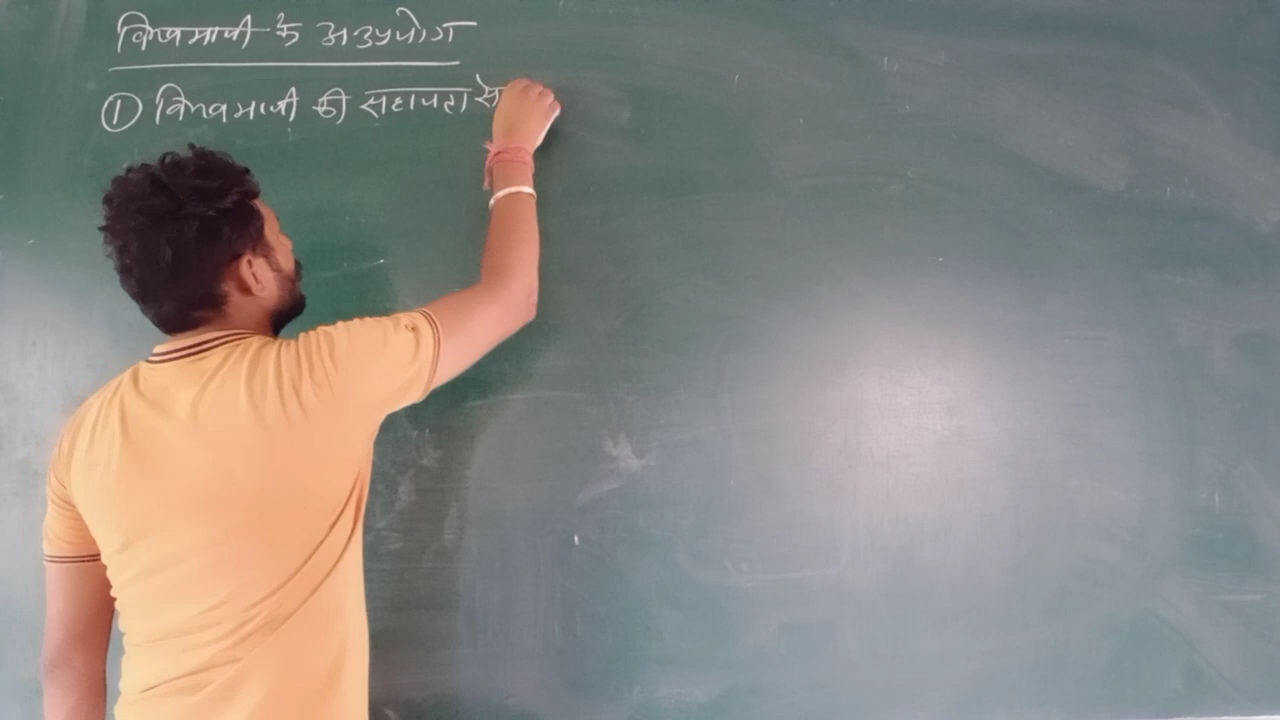 विभवमापी के अनुप्रयोग
① विभवमापी की सहायता से